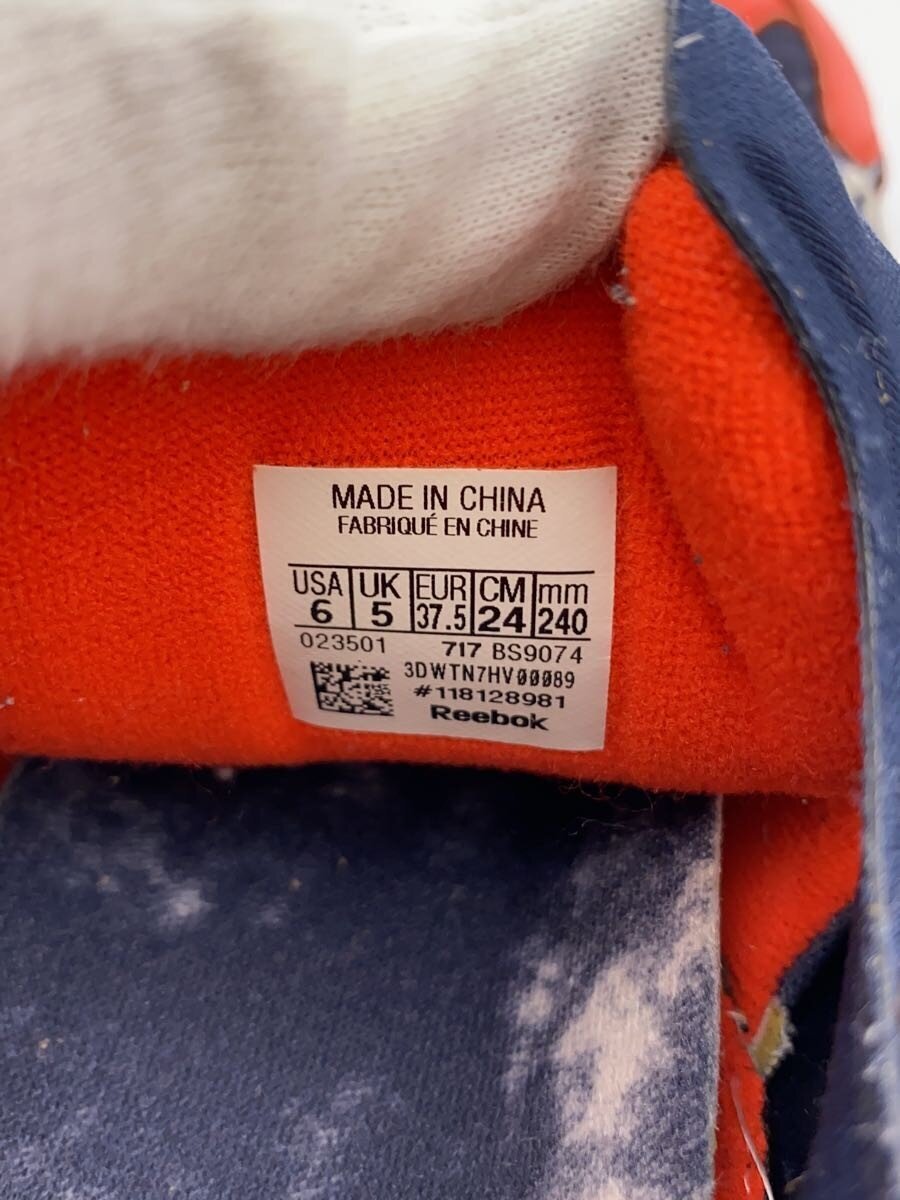 MADE IN CHINA
FABRIQUÉ EN CHINE
USA UK EUR CM mm
6 5 37.5 24 240
023501 717 BS9074
3DWTN7HV00089
#118128981
Reebok